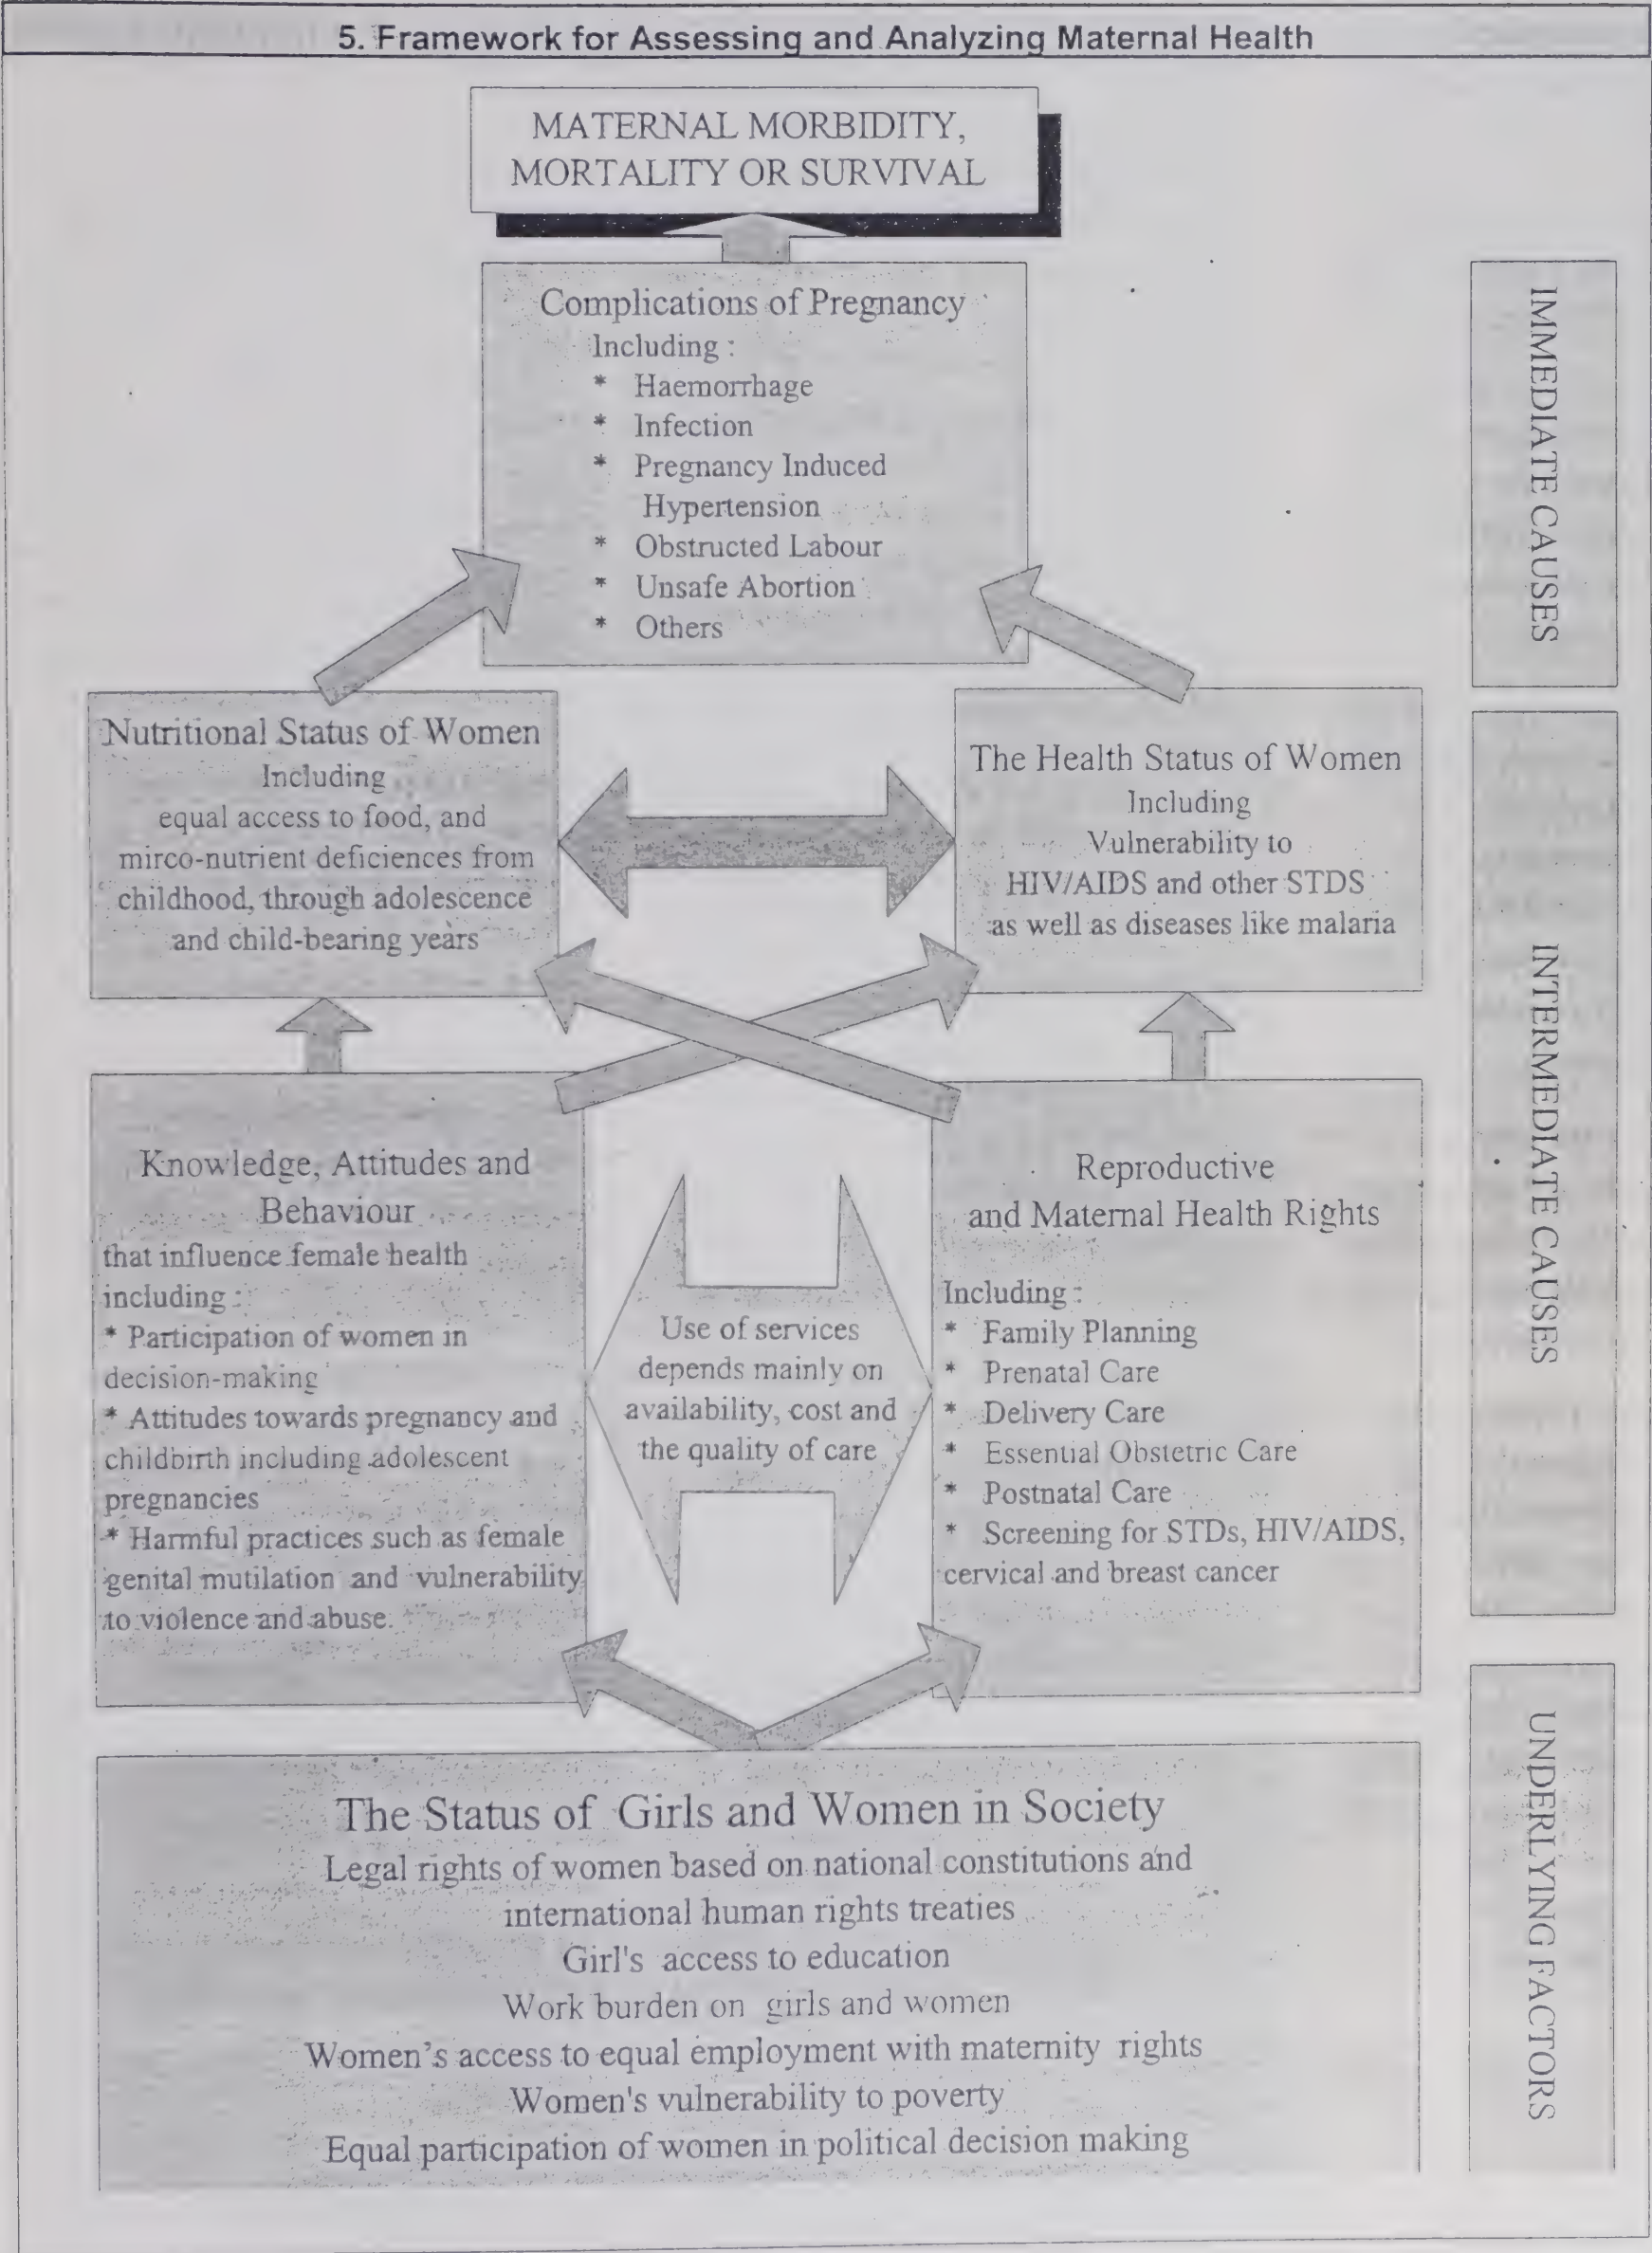 5. Framework for Assessing and Analyzing Maternal Health
MATERNAL MORBIDITY,
MORTALITY OR SURVIVAL
Complications of Pregnancy
Including :
* Haemorrhage
* Infection
* Pregnancy Induced
Hypertension
* Obstructed Labour
* Unsafe Abortion
* Others
IMMEDIATE CAUSES
Nutritional Status of Women
Including
equal access to food, and
mirco-nutrient deficiences from
childhood, through adolescence
and child-bearing years
The Health Status of Women
Including
Vulnerability to
HIV/AIDS and other STDS
as well as diseases like malaria
Knowledge, Attitudes and
Behaviour
that influence female health
including :
* Participation of women in
decision-making
* Attitudes towards pregnancy and
childbirth including adolescent
pregnancies
* Harmful practices such as female
genital mutilation and vulnerability
to violence and abuse.
Use of services
depends mainly on
availability, cost and
the quality of care
Reproductive
and Maternal Health Rights
Including :
* Family Planning
* Prenatal Care
* Delivery Care
* Essential Obstetric Care
* Postnatal Care
* Screening for STDs, HIV/AIDS,
cervical and breast cancer
INTERMEDIATE CAUSES
The Status of Girls and Women in Society
Legal rights of women based on national constitutions and
international human rights treaties
Girl's access to education
Work burden on girls and women
Women's access to equal employment with maternity rights
Women's vulnerability to poverty
Equal participation of women in political decision making
UNDERLYING FACTORS